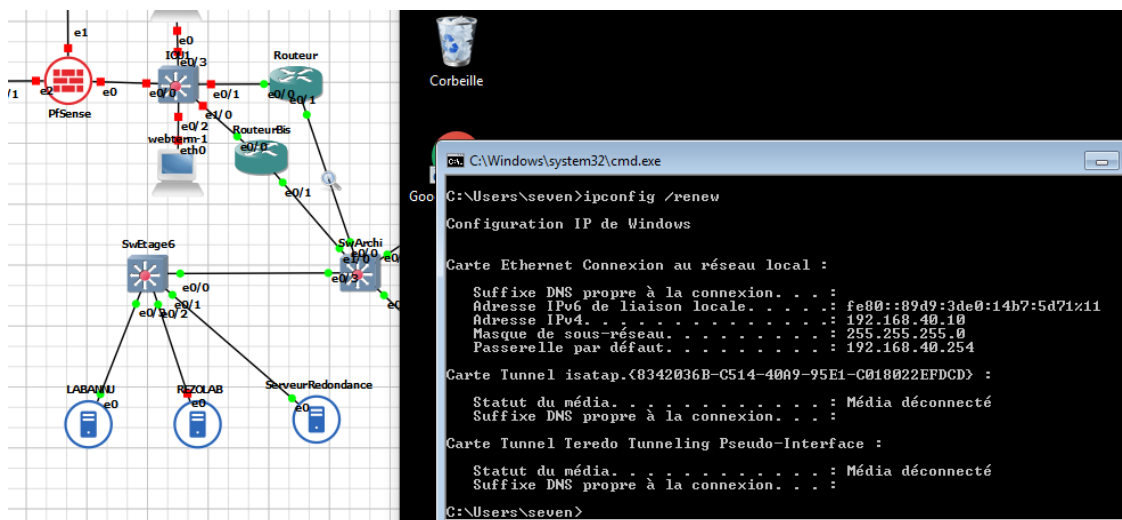 e1
e0
IOU1
e0/3
Routeur
/1
e2
PfSense
e0
e0/0
e0/1
e0/0
e0/1
e1/0
e0/2
RouteurBis
webterm-1
eth0
e0/0
e0/1
SwEtage6
SwArchi
e0/0
e1/0
e0/3
e0/0
e0/1
e0/2
LABANNU
e0
REZOLAB
e0
ServeurRedondance
e0
Corbeille
Goo
C:\Windows\system32\cmd.exe
C:\Users\seven>ipconfig /renew
Configuration IP de Windows
Carte Ethernet Connexion au réseau local :
Suffixe DNS propre à la connexion. . . :
Adresse IPv6 de liaison locale. . . . .: fe80::89d9:3de0:14b7:5d71%11
Adresse IPv4. . . . . . . . . . . . . .: 192.168.40.10
Masque de sous-réseau. . . . . . . . . : 255.255.255.0
Passerelle par défaut. . . . . . . . . : 192.168.40.254
Carte Tunnel isatap.{8342036B-C514-40A9-95E1-C018022EFDCD} :
Statut du média. . . . . . . . . . . . : Média déconnecté
Suffixe DNS propre à la connexion. . . :
Carte Tunnel Teredo Tunneling Pseudo-Interface :
Statut du média. . . . . . . . . . . . : Média déconnecté
Suffixe DNS propre à la connexion. . . :
C:\Users\seven>